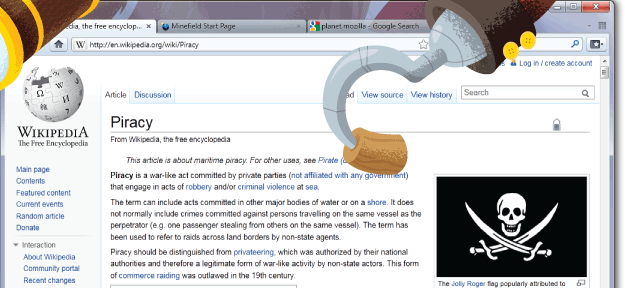 edia, the free encyclop...
Minefield Start Page
planet mozilla - Google Search
W http://en.wikipedia.org/wiki/Piracy
Log in / create account
Article Discussion
View source View history Search
WIKIPEDIA
The Free Encyclopedia
Main page
Contents
Featured content
Current events
Random article
Donate
Interaction
About Wikipedia
Community portal
Recent changes
Piracy
From Wikipedia, the free encyclopedia
This article is about maritime piracy. For other uses, see Pirate
Piracy is a war-like act committed by private parties (not affiliated with any government)
that engage in acts of robbery and/or criminal violence at sea.
The term can include acts committed in other major bodies of water or on a shore. It does
not normally include crimes committed against persons travelling on the same vessel as the
perpetrator (e.g. one passenger stealing from others on the same vessel). The term has
been used to refer to raids across land borders by non-state agents.
Piracy should be distinguished from privateering, which was authorized by their national
authorities and therefore a legitimate form of war-like activity by non-state actors. This form
of commerce raiding was outlawed in the 19th century.
The Jolly Roger flag popularly attributed to